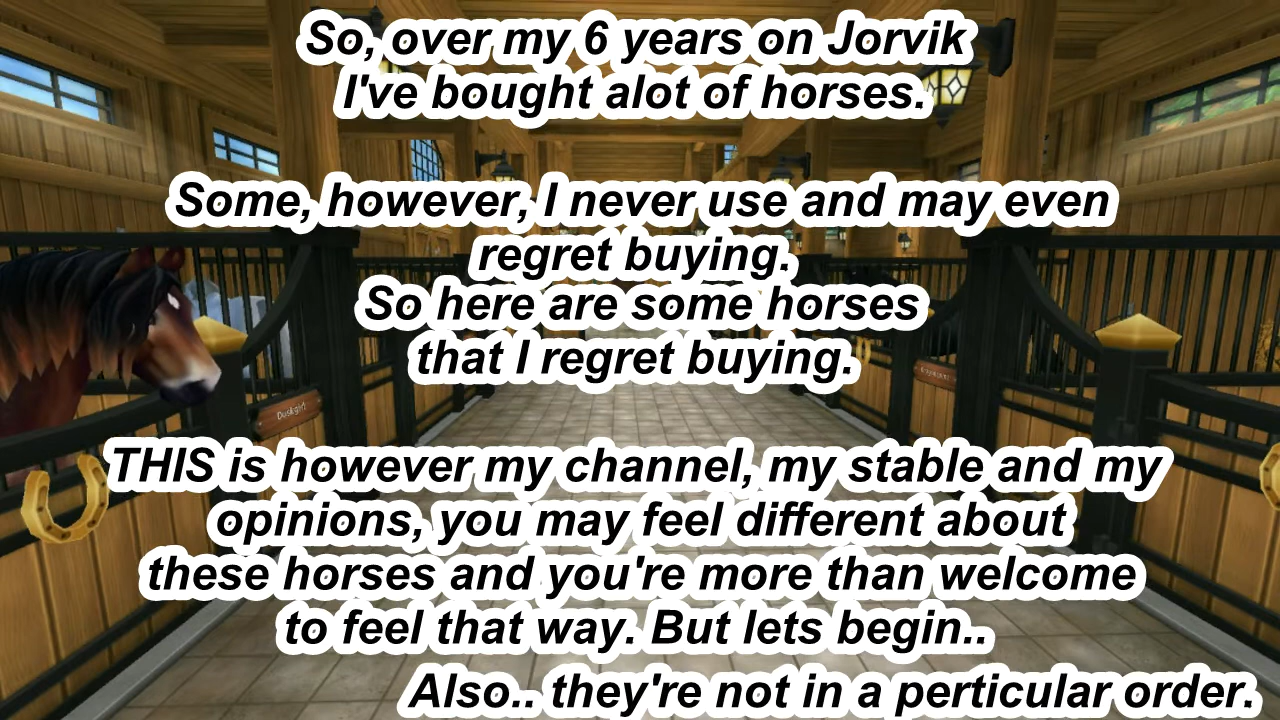 So, over my 6 years on Jorvik
I've bought alot of horses.
Some, however, I never use and may even
regret buying.
So here are some horses
that I regret buying.
Duskgirl
THIS is however my channel, my stable and my
opinions, you may feel different about
these horses and you're more than welcome
to feel that way. But lets begin..
Also.. they're not in a perticular order.